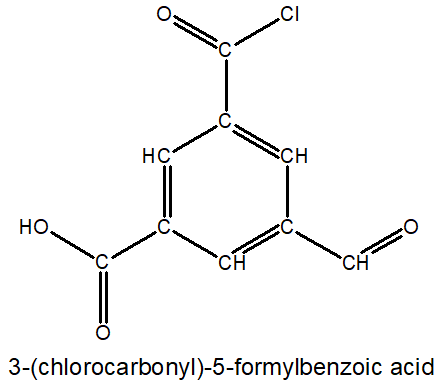 O Cl
C
C
HC CH
HO C C O
C CH CH
O
3-(chlorocarbonyl)-5-formylbenzoic acid